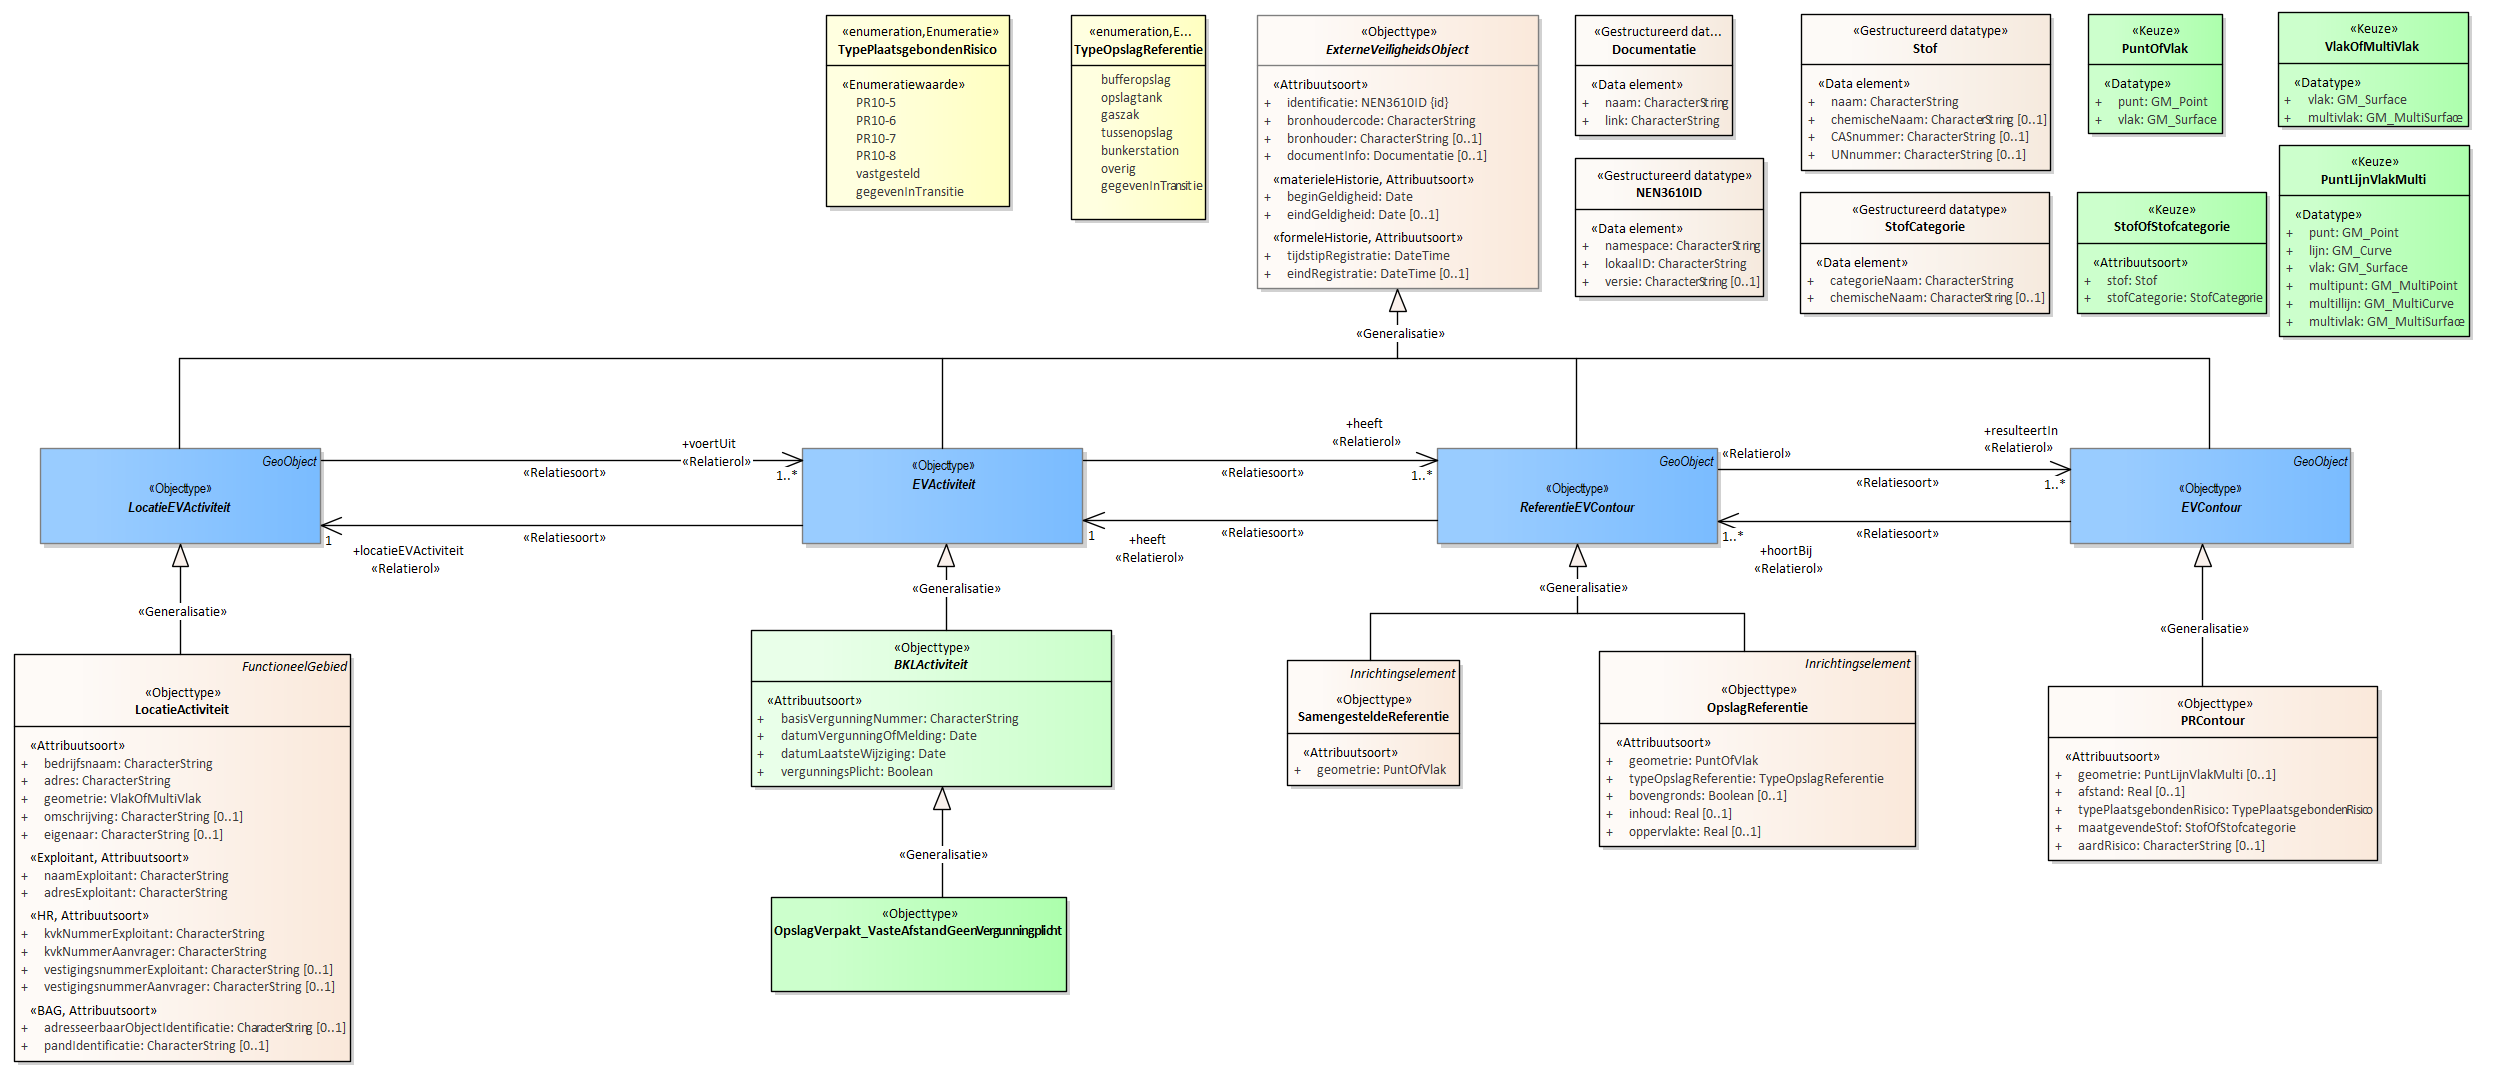 «enumeration,Enumeratie»
TypePlaatsgebondenRisico
«Enumeratiewaarde»
PR10-5
PR10-6
PR10-7
PR10-8
vastgesteld
gegevenInTransitie
«enumeration,E...
TypeOpslagReferentie
bufferopslag
opslagtank
gaszak
tussenopslag
bunkerstation
overig
gegevenInTransitie
«Objecttype»
ExterneVeiligheidsObject
«Attribuutsoort»
+ identificatie: NEN3610ID {id}
+ bronhoudercode: CharacterString
+ bronhouder: CharacterString [0..1]
+ documentInfo: Documentatie [0..1]
«materieleHistorie, Attribuutsoort»
+ beginGeldigheid: Date
+ eindGeldigheid: Date [0..1]
«formeleHistorie, Attribuutsoort»
+ tijdstipRegistratie: DateTime
+ eindRegistratie: DateTime [0..1]
«Gestructureerd dat...
Documentatie
«Data element»
+ naam: CharacterString
+ link: CharacterString
«Gestructureerd datatype»
NEN3610ID
«Data element»
+ namespace: CharacterString
+ lokaalID: CharacterString
+ versie: CharacterString [0..1]
«Gestructureerd datatype»
Stof
«Data element»
+ naam: CharacterString
+ chemischeNaam: CharacterString [0..1]
+ CASnummer: CharacterString [0..1]
+ UNnummer: CharacterString [0..1]
«Gestructureerd datatype»
StofCategorie
«Data element»
+ categorieNaam: CharacterString
+ chemischeNaam: CharacterString [0..1]
«Keuze»
PuntOfVlak
«Datatype»
+ punt: GM_Point
+ vlak: GM_Surface
«Keuze»
StofOfStofcategorie
«Attribuutsoort»
+ stof: Stof
+ stofCategorie: StofCategorie
«Keuze»
VlakOfMultiVlak
«Datatype»
+ vlak: GM_Surface
+ multivlak: GM_MultiSurface
«Keuze»
PuntLijnVlakMulti
«Datatype»
+ punt: GM_Point
+ lijn: GM_Curve
+ vlak: GM_Surface
+ multipunt: GM_MultiPoint
+ multilijn: GM_MultiCurve
+ multivlak: GM_MultiSurface
«Generalisatie»
GeoObject
«Objecttype»
LocatieEVActiviteit
+voertUit
«Relatierol»
«Relatiesoort»
1..*
«Relatiesoort»
1
+locatieEVActiviteit
«Relatierol»
«Objecttype»
EVActiviteit
+heeft
«Relatierol»
«Relatiesoort»
1..*
«Relatiesoort»
1
+heeft
«Relatierol»
GeoObject
«Objecttype»
ReferentieEVContour
+resulteertIn
«Relatierol»
«Relatierol»
«Relatiesoort»
1..*
«Relatiesoort»
1..*
+hoortBij
«Relatierol»
GeoObject
«Objecttype»
EVContour
«Generalisatie»
«Generalisatie»
«Generalisatie»
«Generalisatie»
FunctioneelGebied
«Objecttype»
LocatieActiviteit
«Attribuutsoort»
+ bedrijfsnaam: CharacterString
+ adres: CharacterString
+ geometrie: VlakOfMultiVlak
+ omschrijving: CharacterString [0..1]
+ eigenaar: CharacterString [0..1]
«Exploitant, Attribuutsoort»
+ naamExploitant: CharacterString
+ adresExploitant: CharacterString
«HR, Attribuutsoort»
+ kvkNummerExploitant: CharacterString
+ kvkNummerAanvrager: CharacterString
+ vestigingsnummerExploitant: CharacterString [0..1]
+ vestigingsnummerAanvrager: CharacterString [0..1]
«BAG, Attribuutsoort»
+ adresseerbaarObjectIdentificatie: CharacterString [0..1]
+ pandIdentificatie: CharacterString [0..1]
«Objecttype»
BKLActiviteit
«Attribuutsoort»
+ basisVergunningNummer: CharacterString
+ datumVergunningOfMelding: Date
+ datumLaatsteWijziging: Date
+ vergunningsPlicht: Boolean
«Generalisatie»
«Objecttype»
OpslagVerpakt_VasteAfstandGeenVergunningplicht
Inrichtingselement
«Objecttype»
SamengesteldeReferentie
«Attribuutsoort»
+ geometrie: PuntOfVlak
Inrichtingselement
«Objecttype»
OpslagReferentie
«Attribuutsoort»
+ geometrie: PuntOfVlak
+ typeOpslagReferentie: TypeOpslagReferentie
+ bovengronds: Boolean [0..1]
+ inhoud: Real [0..1]
+ oppervlakte: Real [0..1]
«Objecttype»
PRContour
«Attribuutsoort»
+ geometrie: PuntLijnVlakMulti [0..1]
+ afstand: Real [0..1]
+ typePlaatsgebondenRisico: TypePlaatsgebondenRisico
+ maatgevendeStof: StofOfStofcategorie
+ aardRisico: CharacterString [0..1]